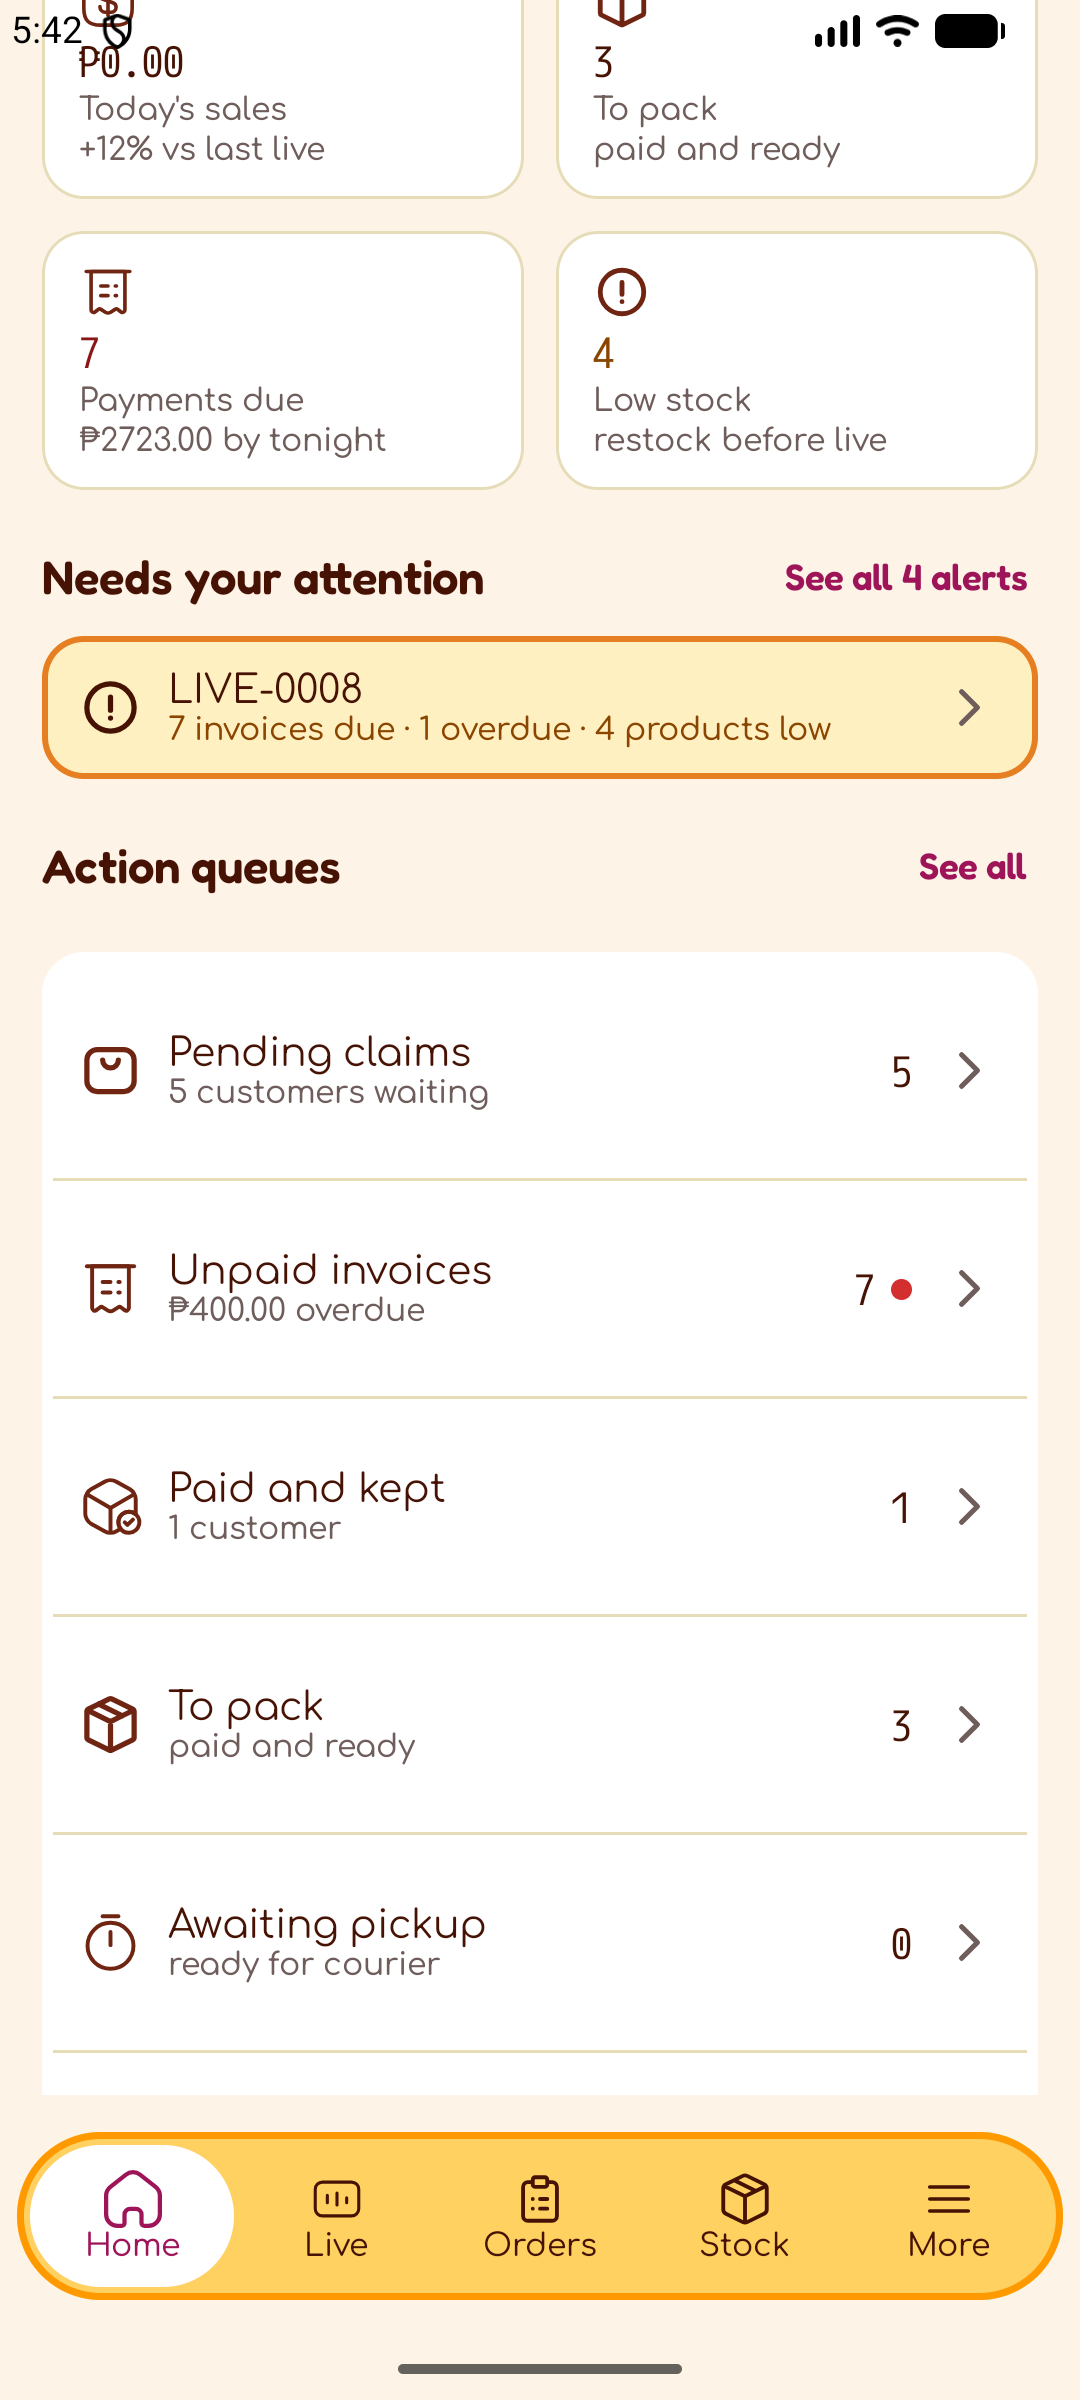 5:42
₱0.00
Today's sales
+12% vs last live
3
To pack
paid and ready
7
Payments due
₱2723.00 by tonight
4
Low stock
restock before live
Needs your attention
See all 4 alerts
LIVE-0008
7 invoices due · 1 overdue · 4 products low
Action queues
See all
Pending claims
5 customers waiting
5
Unpaid invoices
₱400.00 overdue
7
Paid and kept
1 customer
1
To pack
paid and ready
3
Awaiting pickup
ready for courier
0
Home
Live
Orders
Stock
More